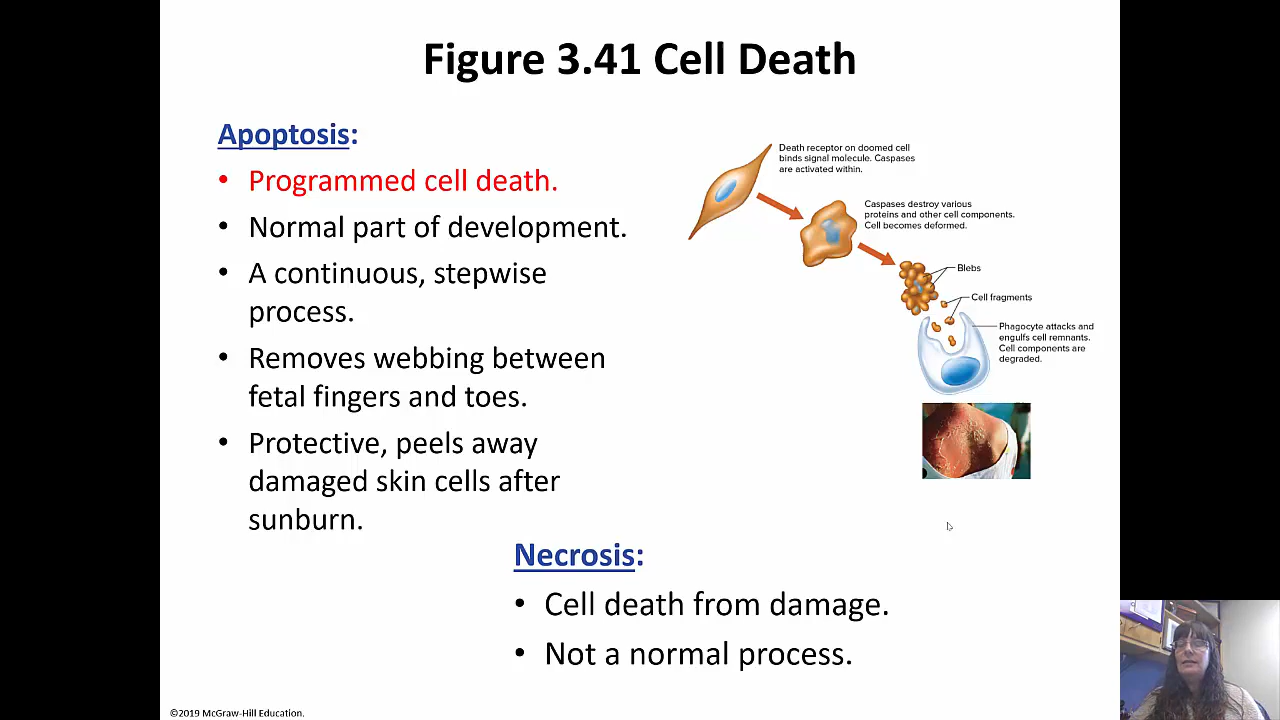 Figure 3.41 Cell Death
Apoptosis:
• Programmed cell death.
• Normal part of development.
• A continuous, stepwise
process.
• Removes webbing between
fetal fingers and toes.
• Protective, peels away
damaged skin cells after
sunburn.
Death receptor on doomed cell
binds signal molecule. Caspases
are activated within.
Caspases destroy various
proteins and other cell components.
Cell becomes deformed.
Blebs
Cell fragments
Phagocyte attacks and
engulfs cell remnants.
Cell components are
degraded.
Necrosis:
• Cell death from damage.
• Not a normal process.
©2019 McGraw-Hill Education.